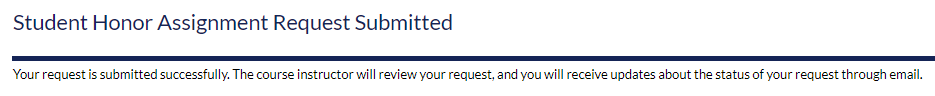 Student Honor Assignment Request Submitted
Your request is submitted successfully. The course instructor will review your request, and you will receive updates about the status of your request through email.